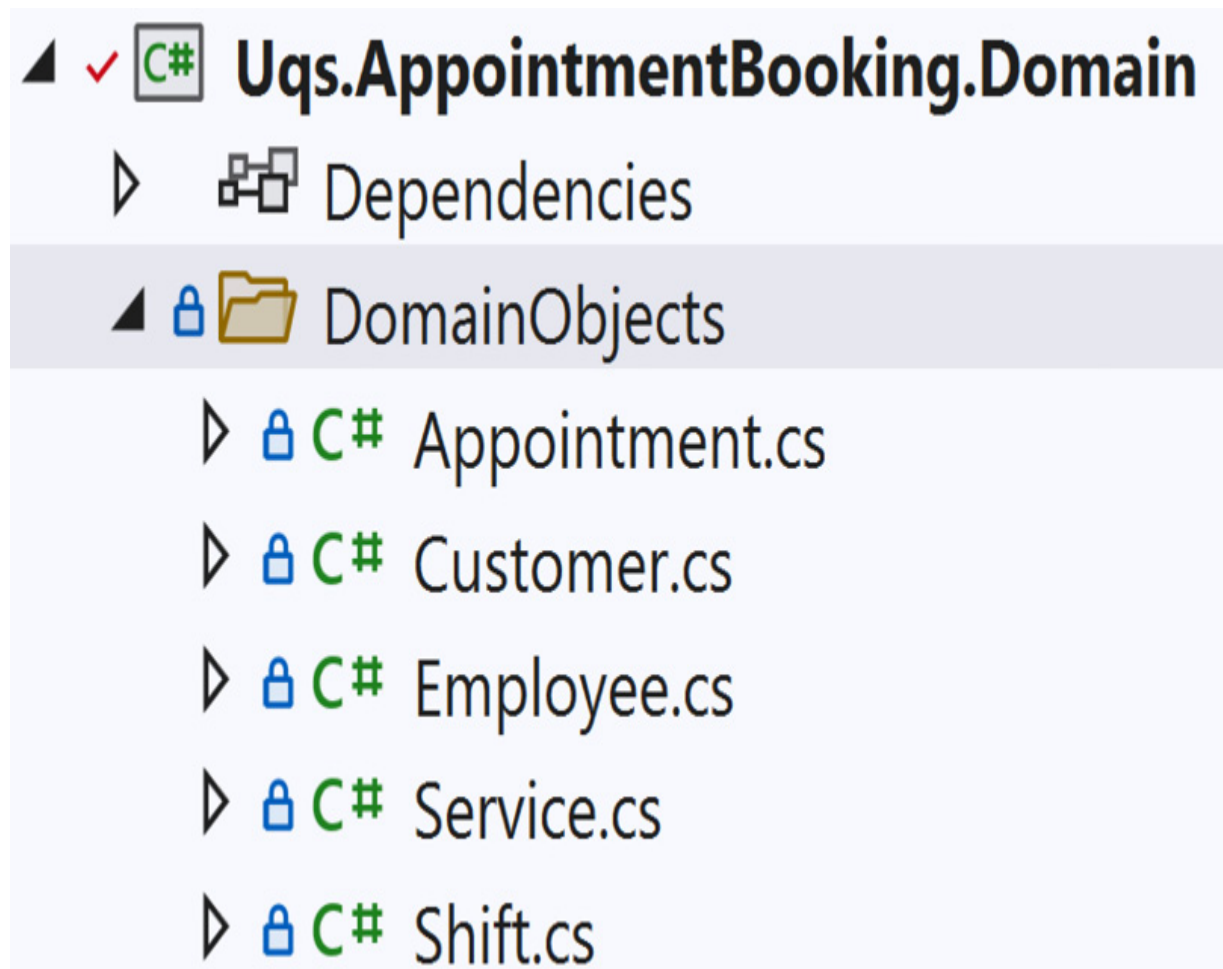 C# Uqs.AppointmentBooking.Domain
Dependencies
DomainObjects
C# Appointment.cs
C# Customer.cs
C# Employee.cs
C# Service.cs
C# Shift.cs